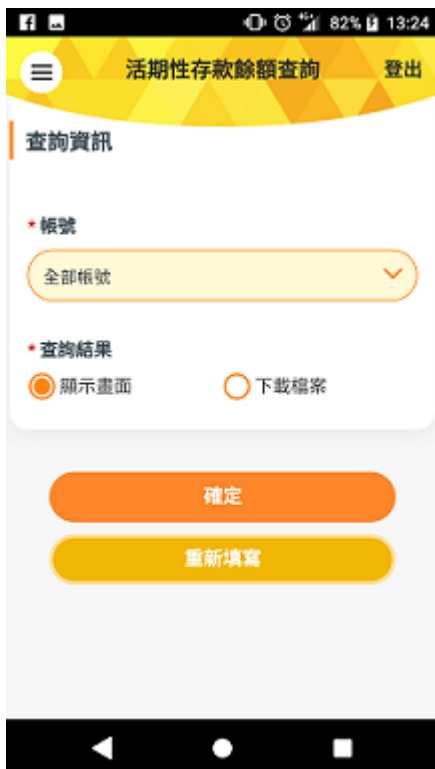 82% 13:24
活期性存款餘額查詢 登出
查詢資訊
*帳號
全部帳號
*查詢結果
顯示畫面 下載檔案
確定
重新填寫